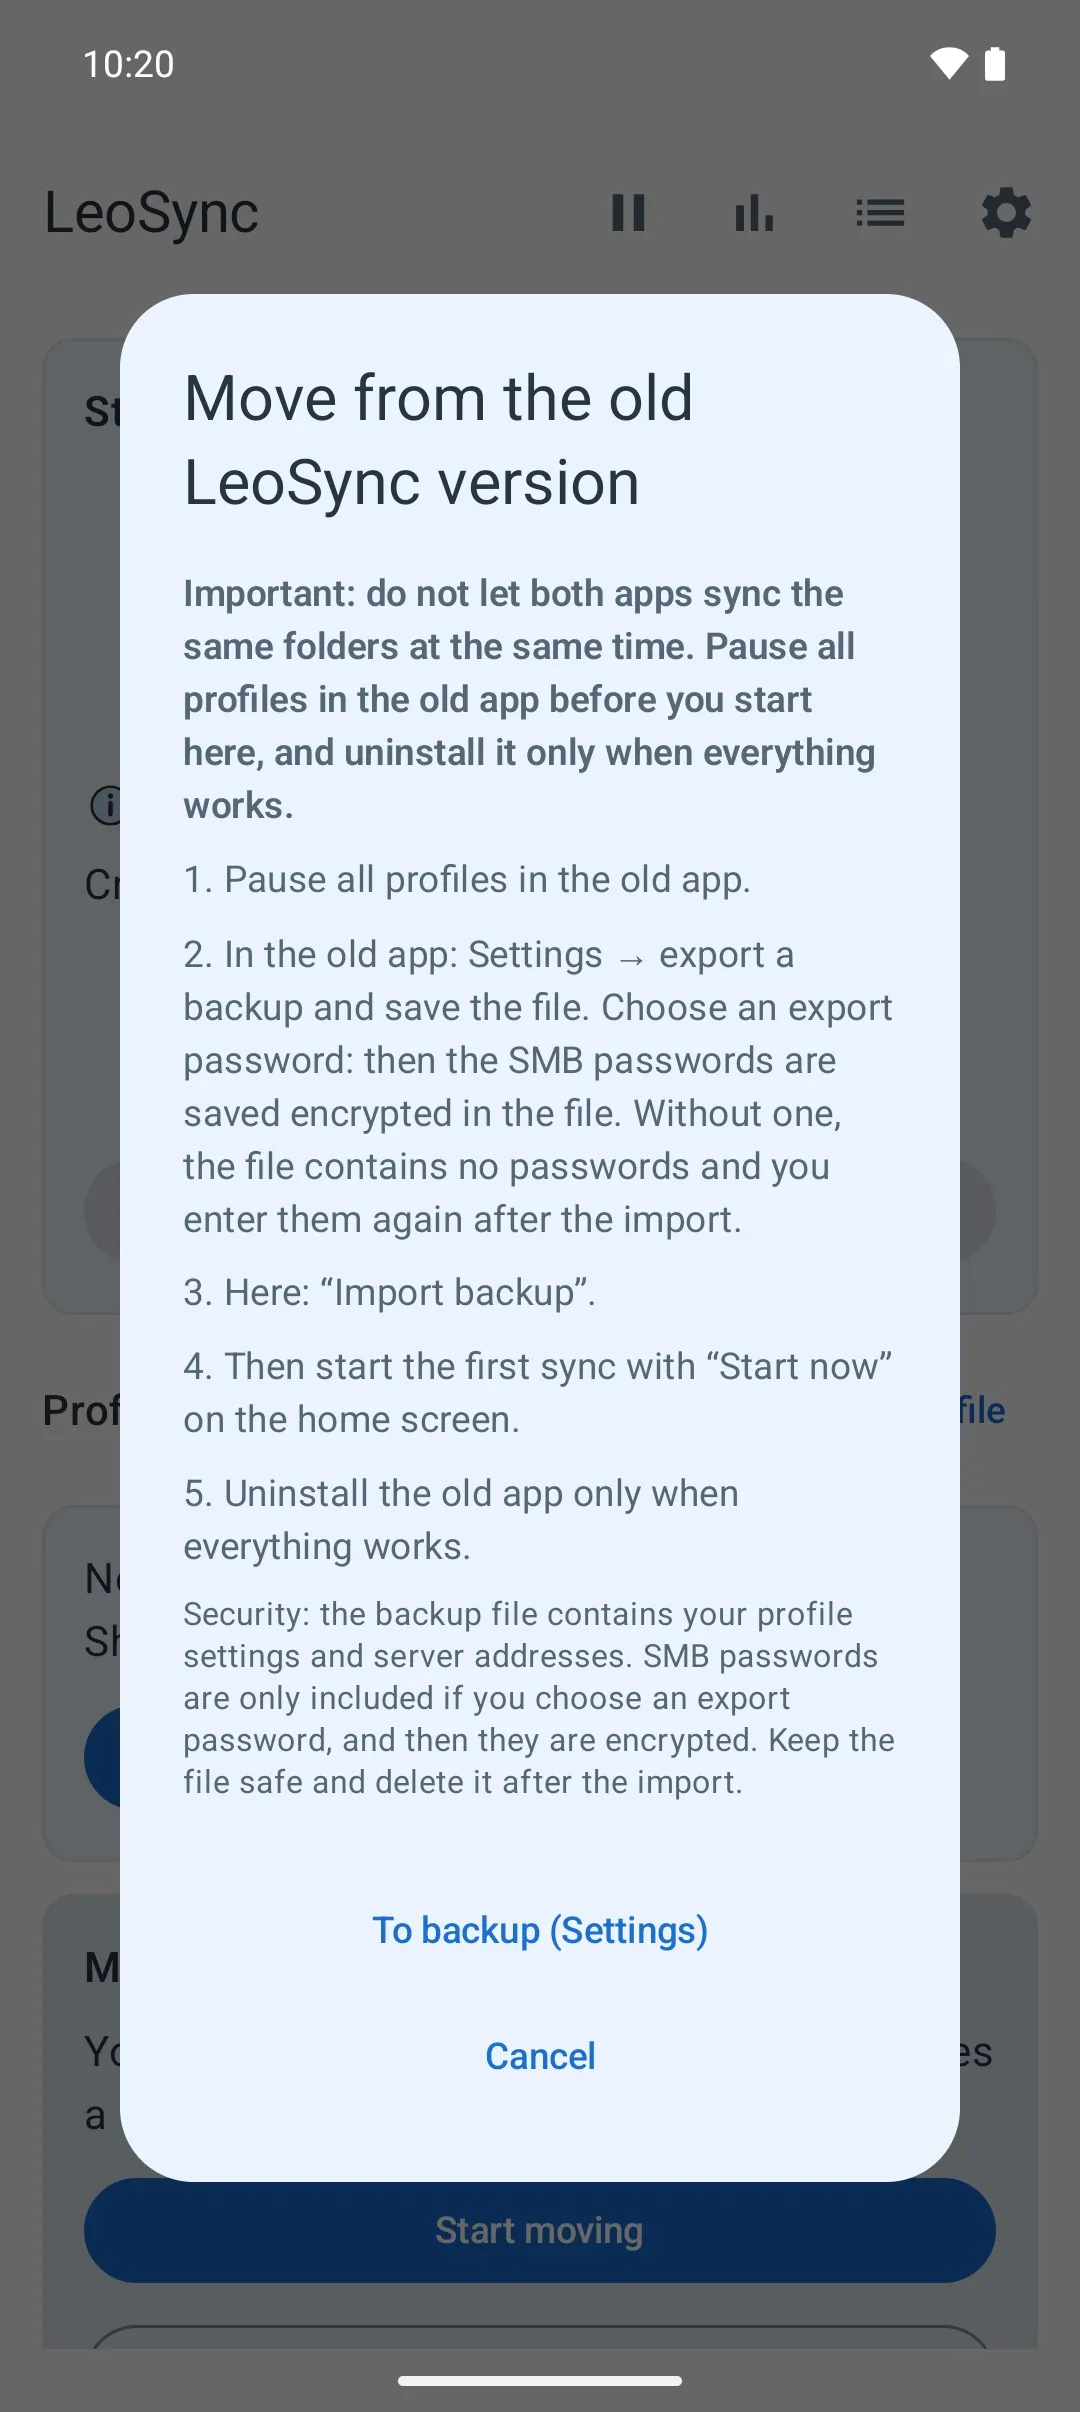 10:20
LeoSync
Move from the old
LeoSync version
Important: do not let both apps sync the
same folders at the same time. Pause all
profiles in the old app before you start
here, and uninstall it only when everything
works.
1. Pause all profiles in the old app.
2. In the old app: Settings → export a
backup and save the file. Choose an export
password: then the SMB passwords are
saved encrypted in the file. Without one,
the file contains no passwords and you
enter them again after the import.
3. Here: “Import backup”.
4. Then start the first sync with “Start now”
on the home screen.
5. Uninstall the old app only when
everything works.
Security: the backup file contains your profile
settings and server addresses. SMB passwords
are only included if you choose an export
password, and then they are encrypted. Keep the
file safe and delete it after the import.
To backup (Settings)
Cancel
a
Start moving